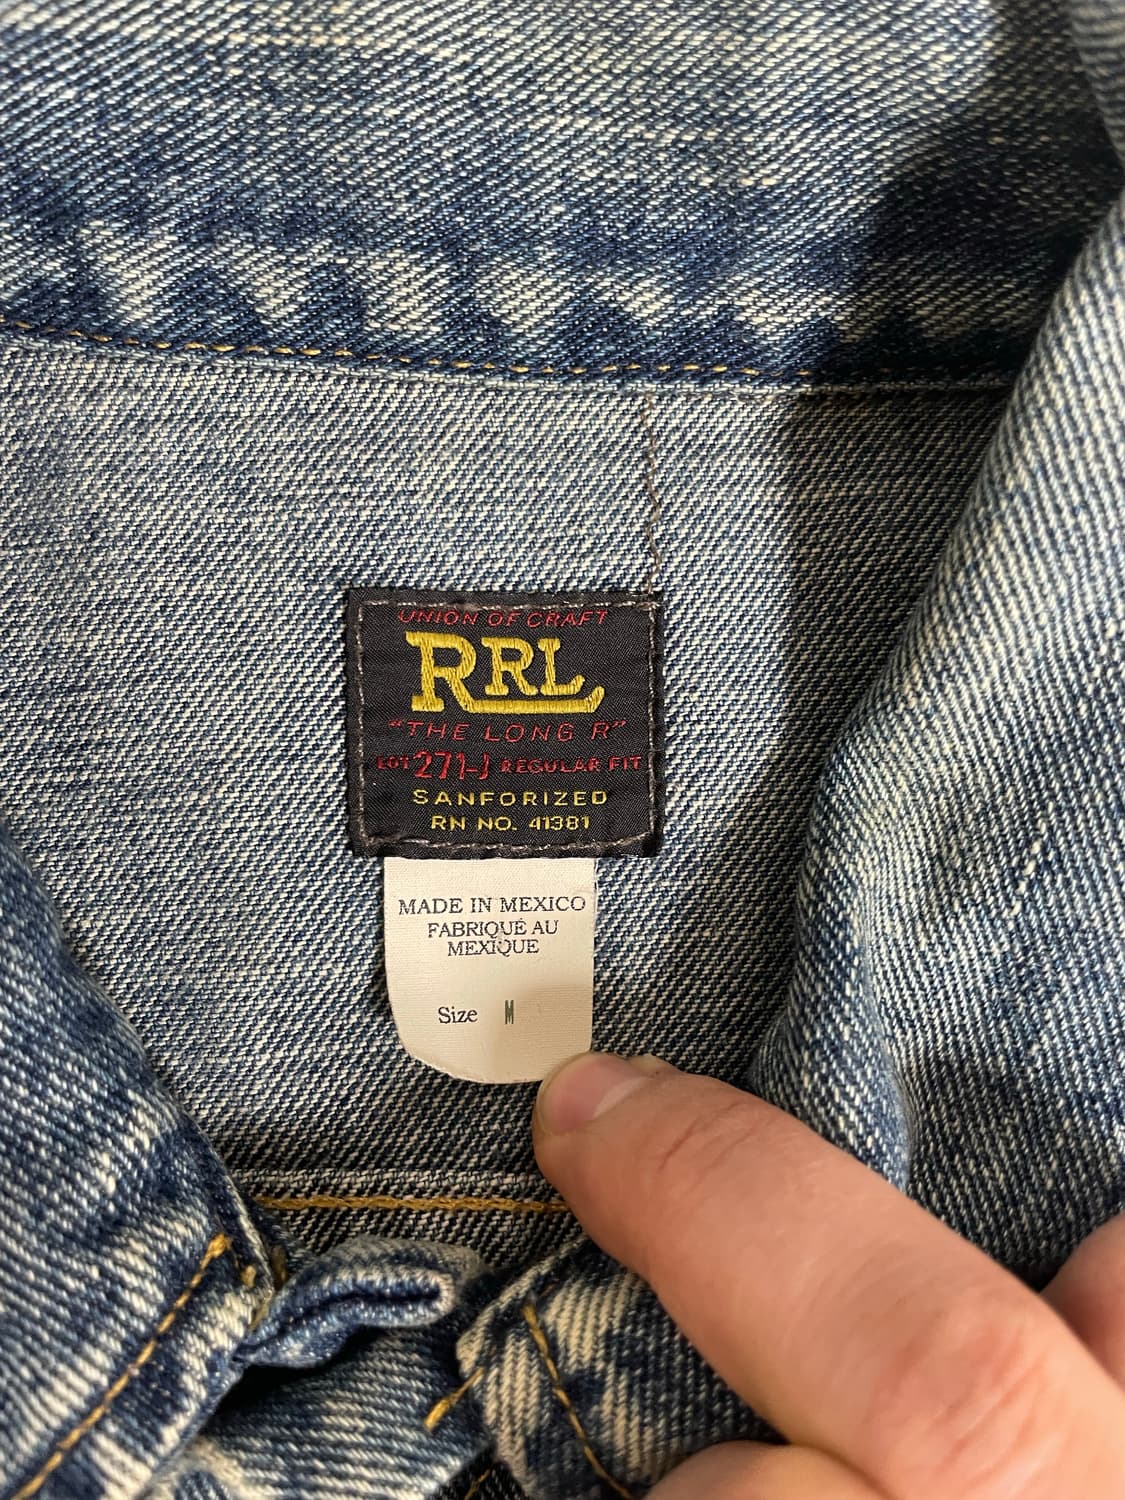 UNION OF CRAFT
RRL
"THE LONG R"
LOT 271-J REGULAR FIT
SANFORIZED
RN NO. 41381
MADE IN MEXICO
FABRIQUÉ AU
MEXIQUE
Size M